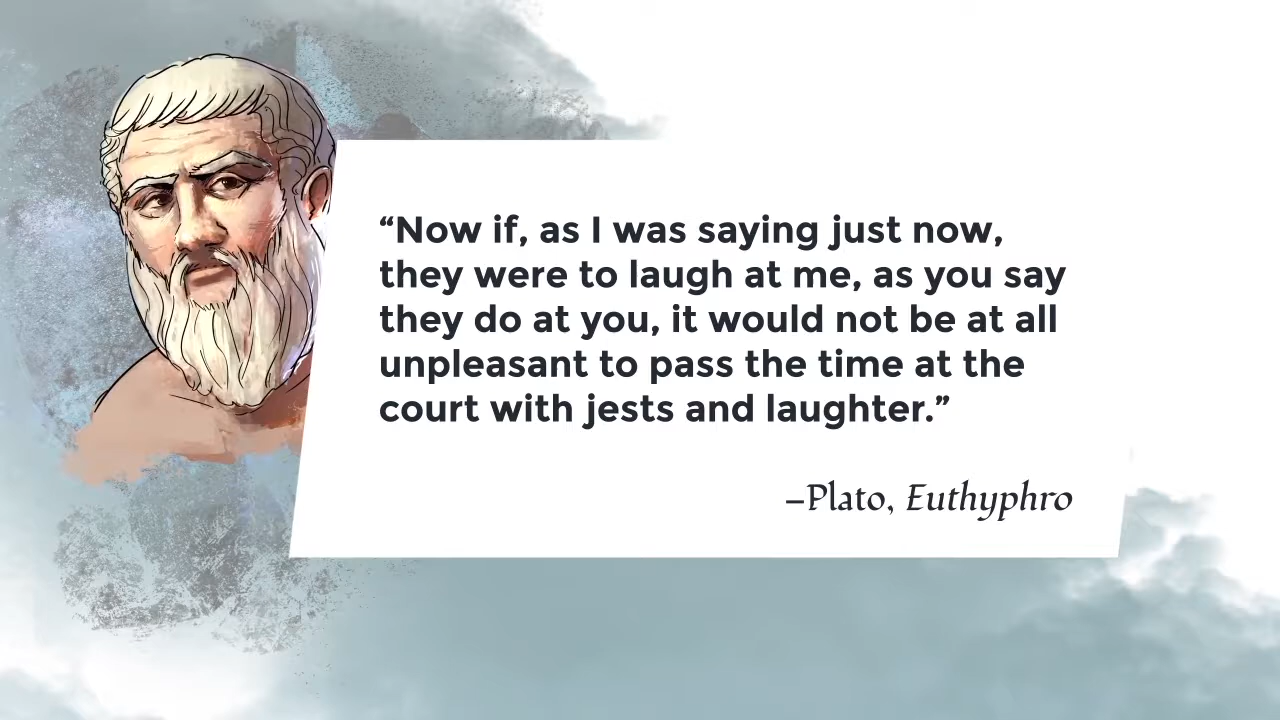 “Now if, as I was saying just now,
they were to laugh at me, as you say
they do at you, it would not be at all
unpleasant to pass the time at the
court with jests and laughter.”
–Plato, Euthyphro